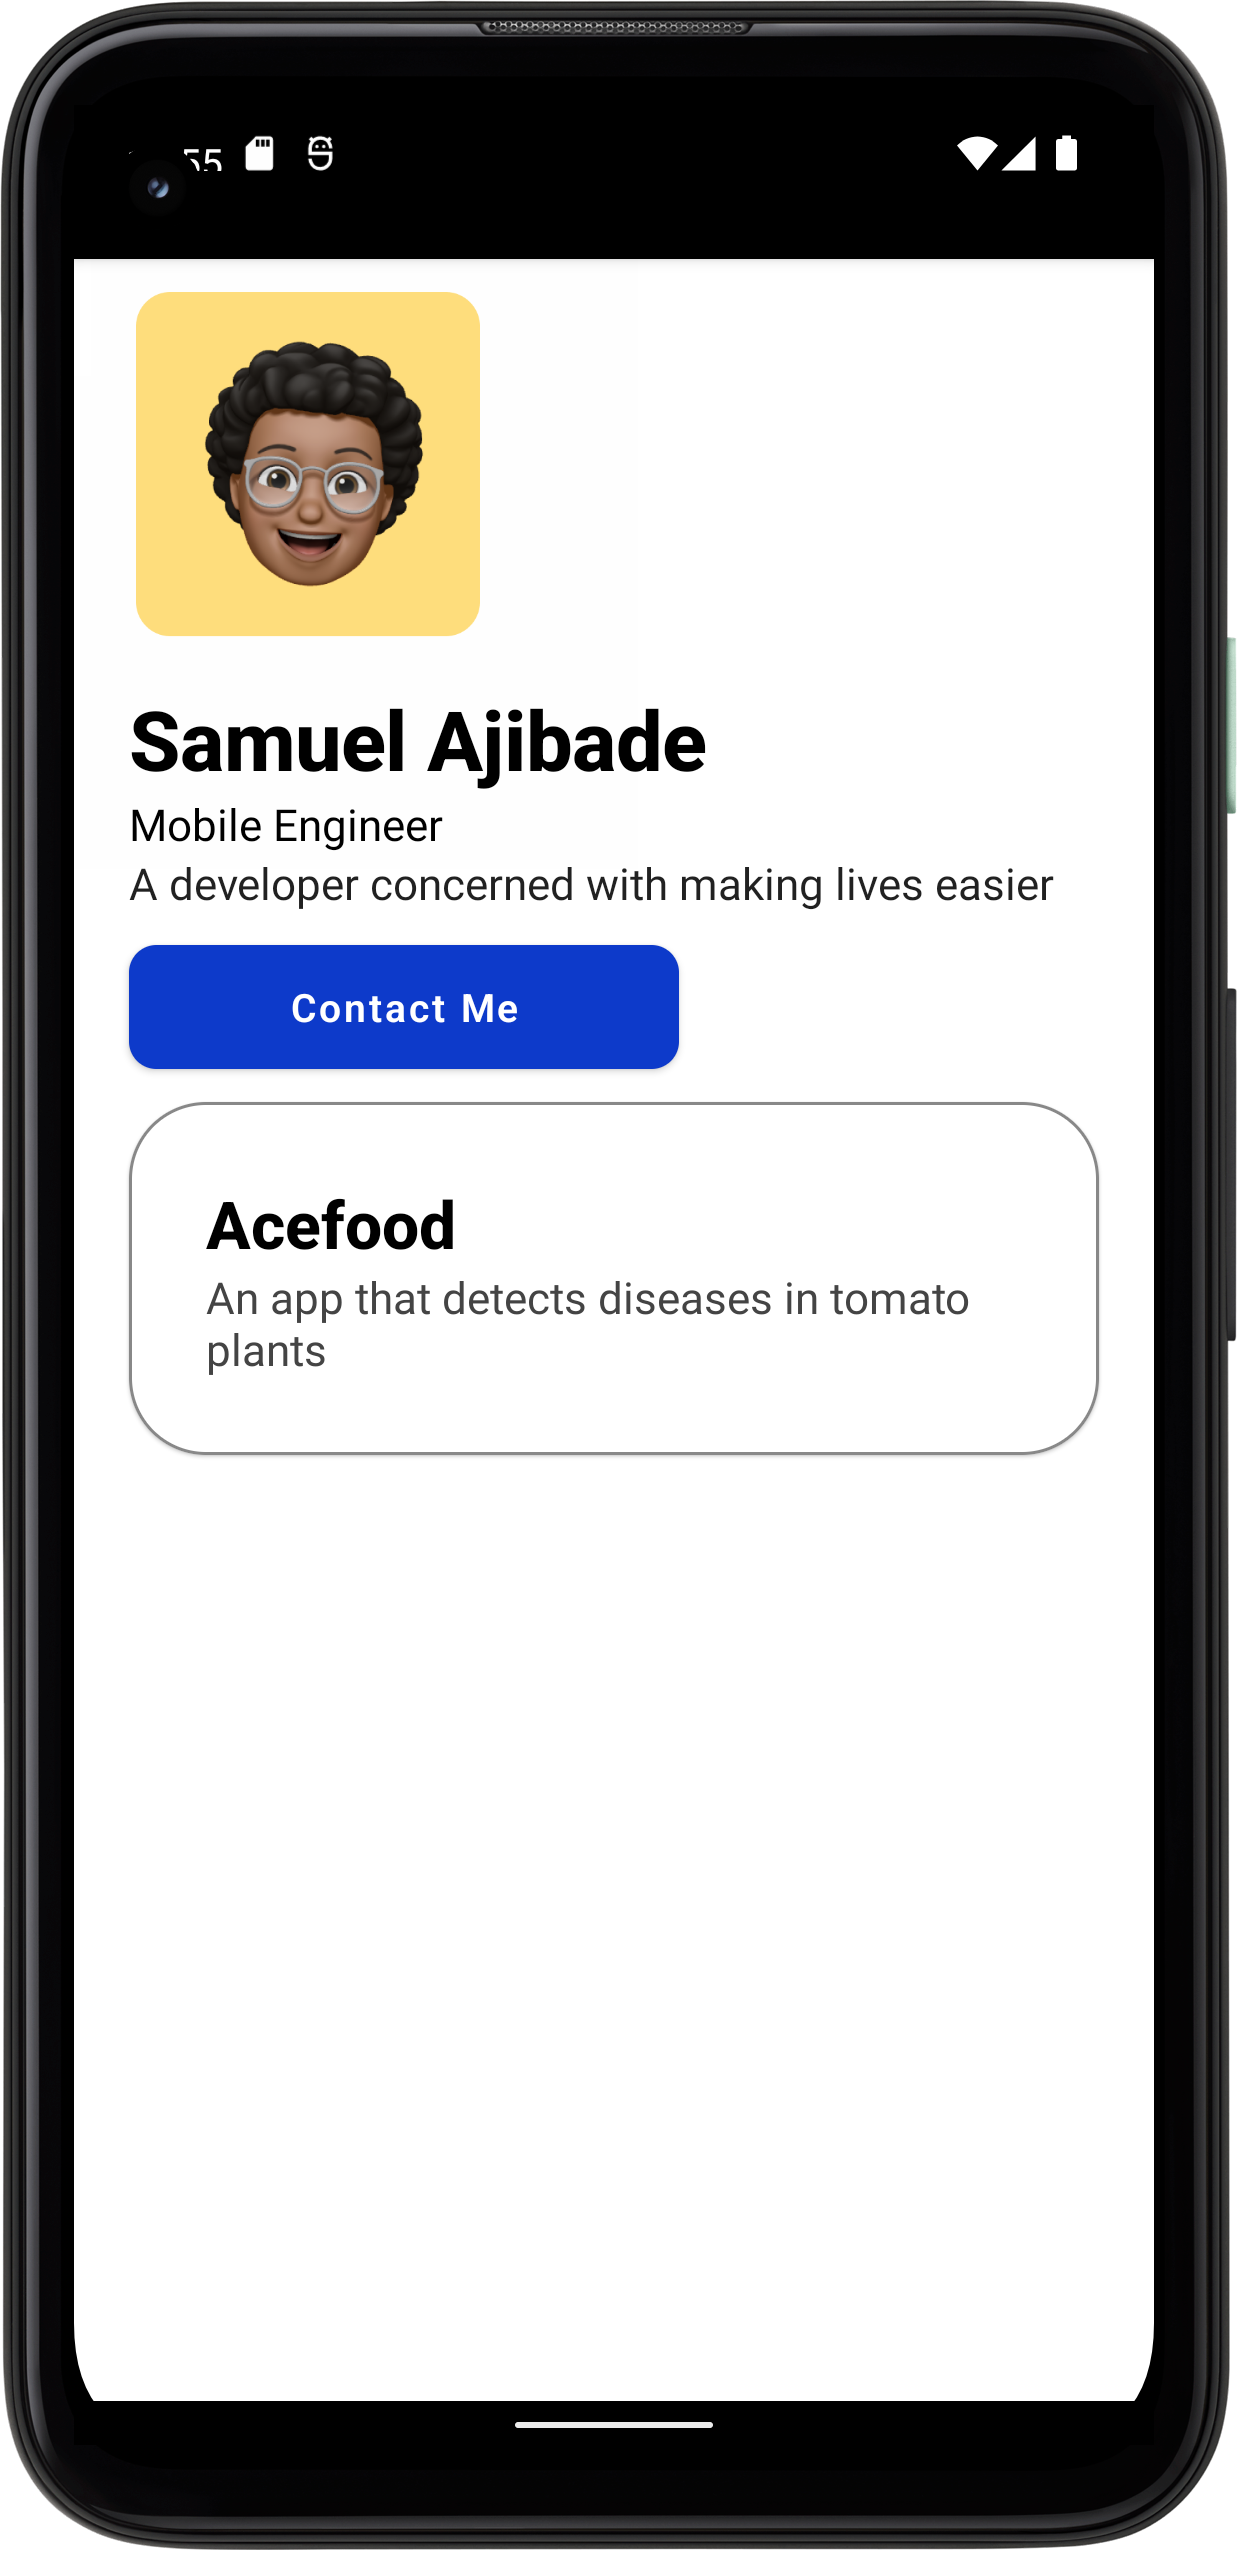 55
Samuel Ajibade
Mobile Engineer
A developer concerned with making lives easier
Contact Me
Acefood
An app that detects diseases in tomato
plants